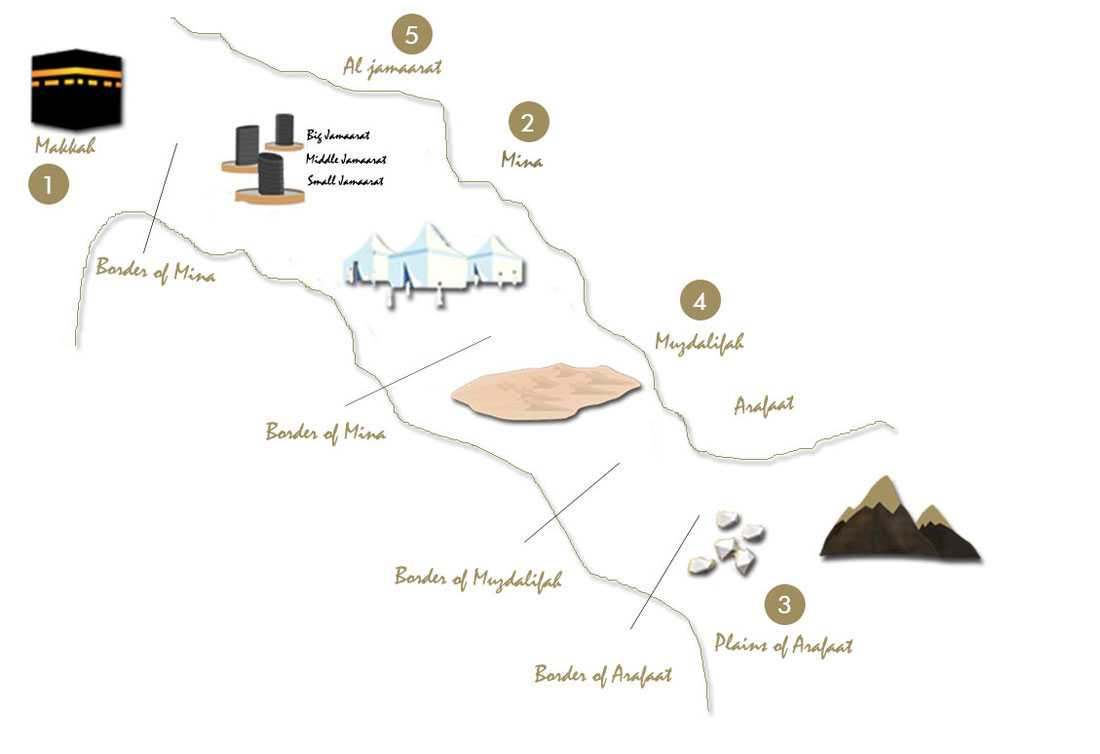 5
Al jamaarat
Makkah
1
Big Jamaarat
Middle Jamaarat
Small Jamaarat
2
Mina
Border of Mina
4
Muzdalifah
Arafaat
Border of Mina
Border of Muzdalifah
3
Plains of Arafaat
Border of Arafaat